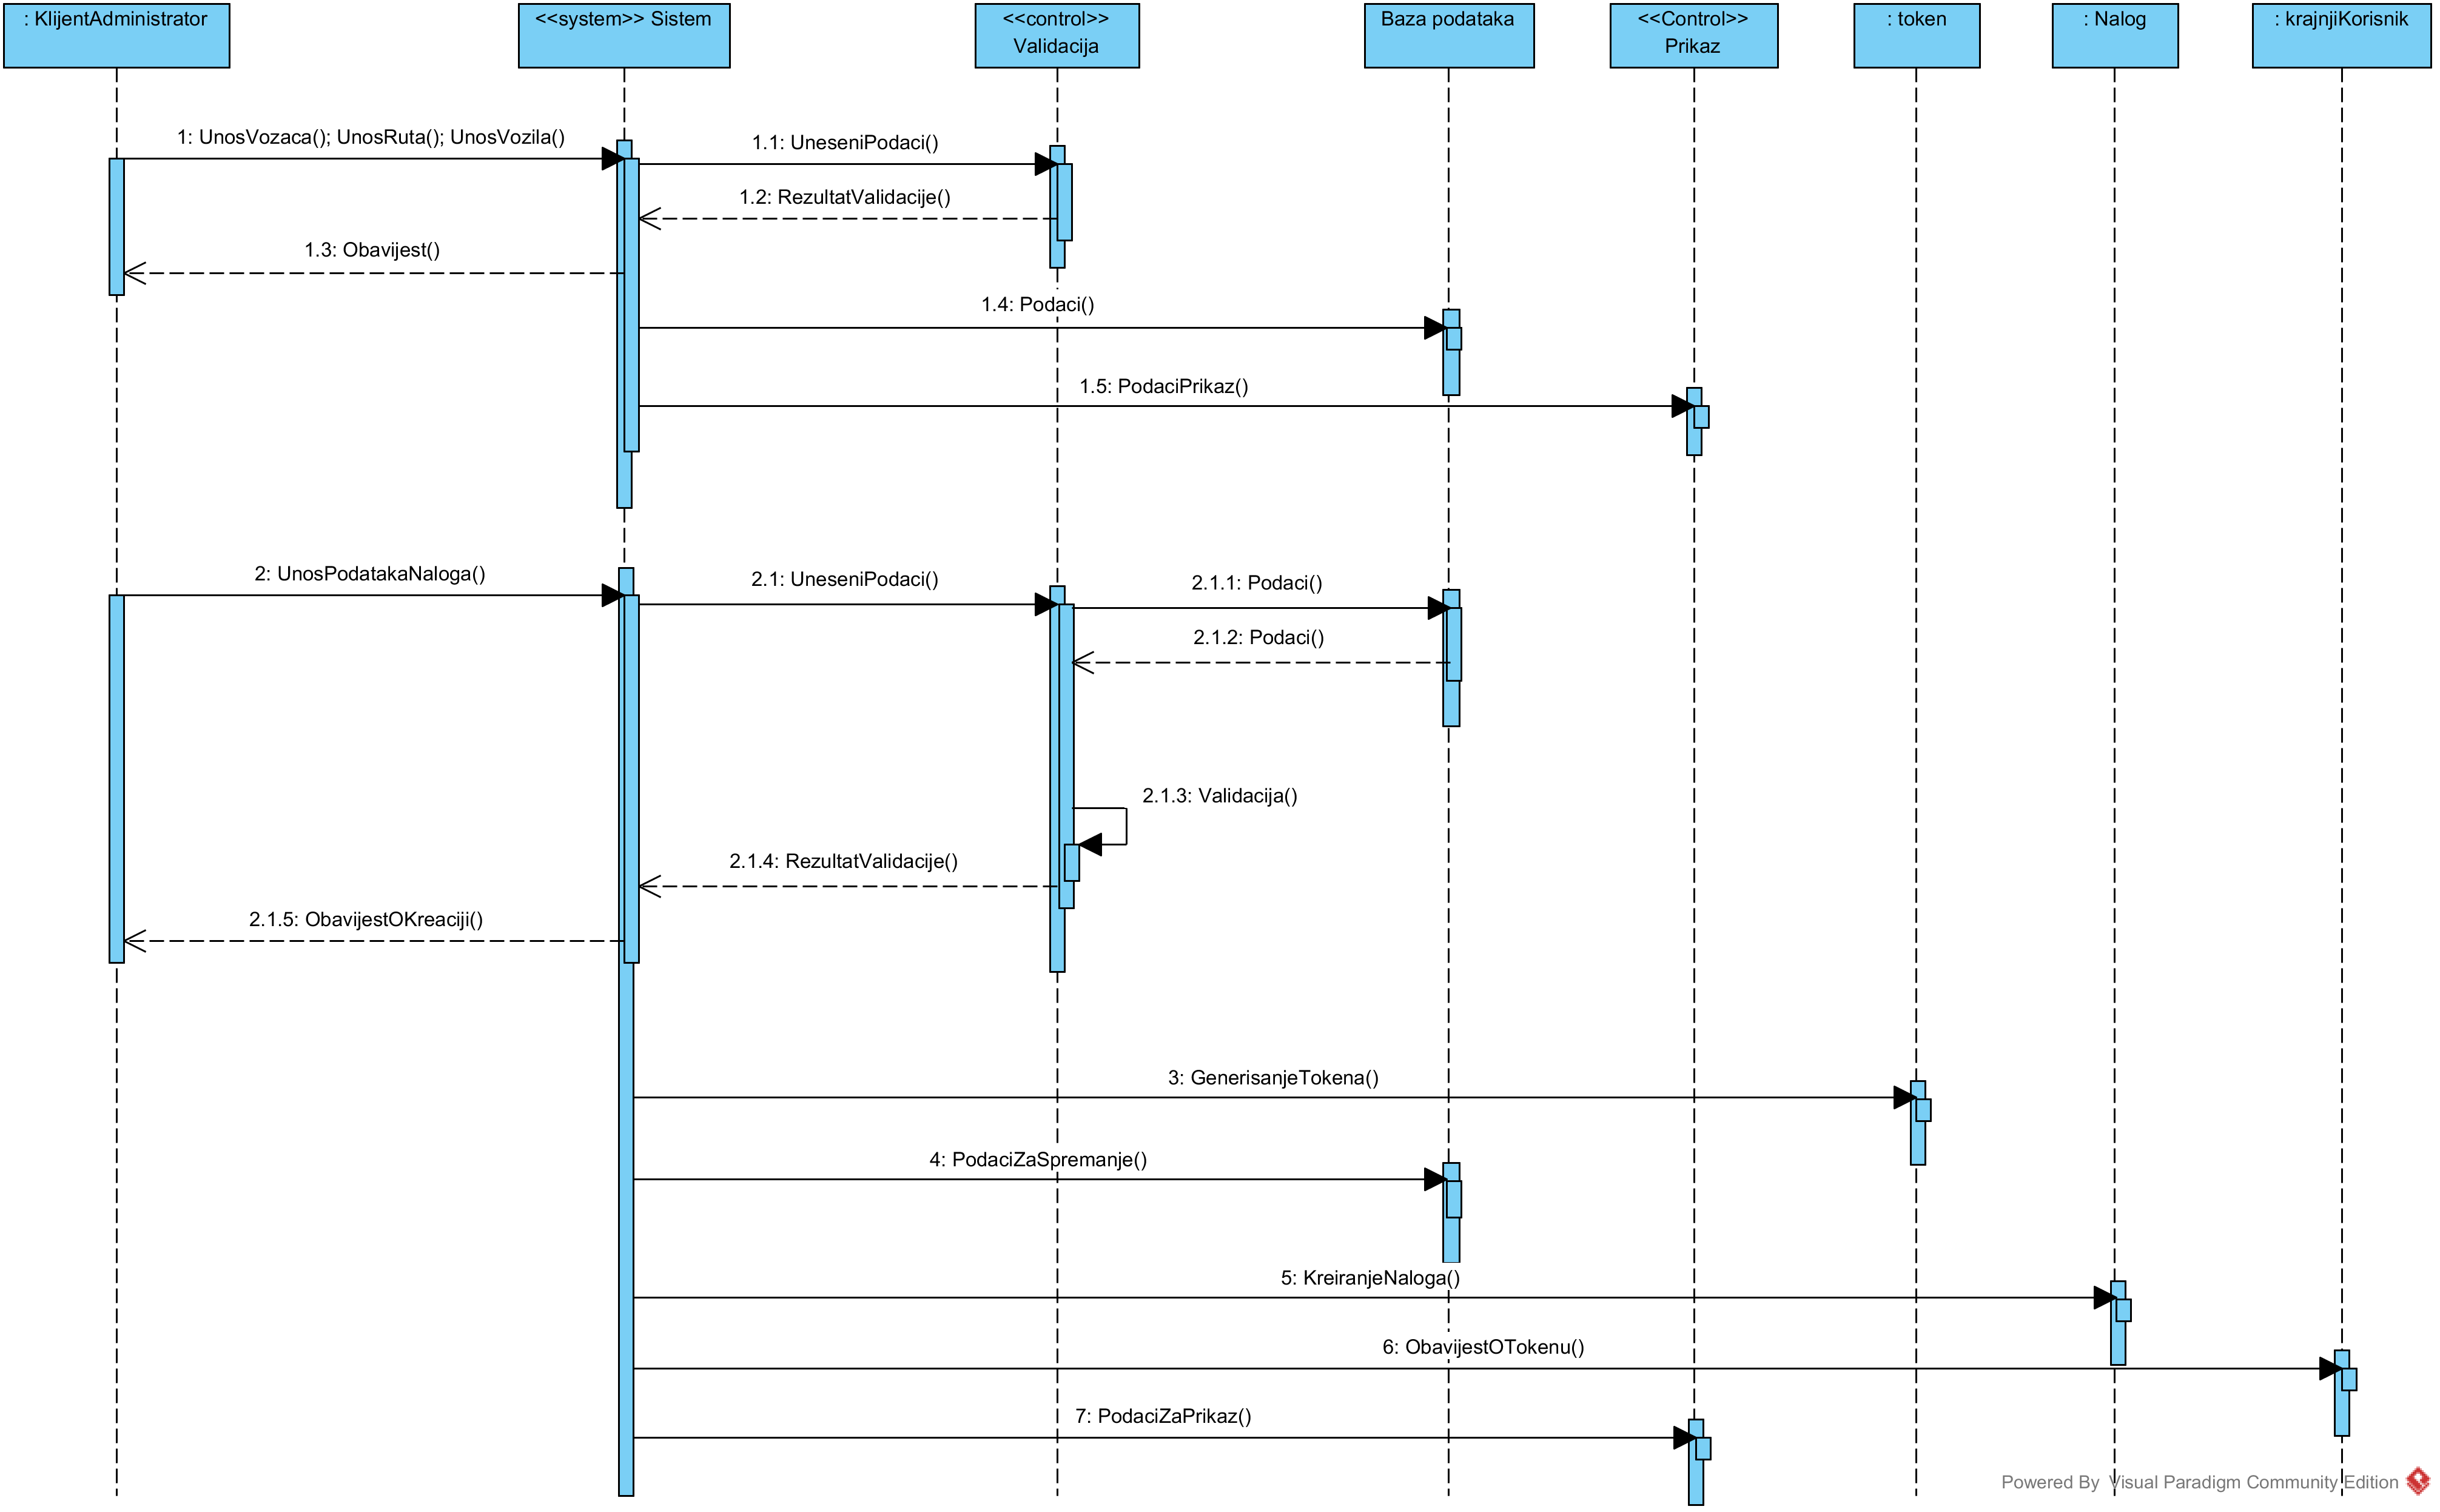 : KlijentAdministrator
<<system>> Sistem
<<control>>
Validacija
Baza podataka
<<Control>>
Prikaz
: token
: Nalog
: krajnjiKorisnik
1: UnosVozaca(); UnosRuta(); UnosVozila()
1.1: UneseniPodaci()
1.2: RezultatValidacije()
1.3: Obavijest()
1.4: Podaci()
1.5: PodaciPrikaz()
2: UnosPodatakaNaloga()
2.1: UneseniPodaci()
2.1.1: Podaci()
2.1.2: Podaci()
2.1.3: Validacija()
2.1.4: RezultatValidacije()
2.1.5: ObavijestOKreaciji()
3: GenerisanjeTokena()
4: PodaciZaSpremanje()
5: KreiranjeNaloga()
6: ObavijestOTokenu()
7: PodaciZaPrikaz()
Powered By Visual Paradigm Community Edition